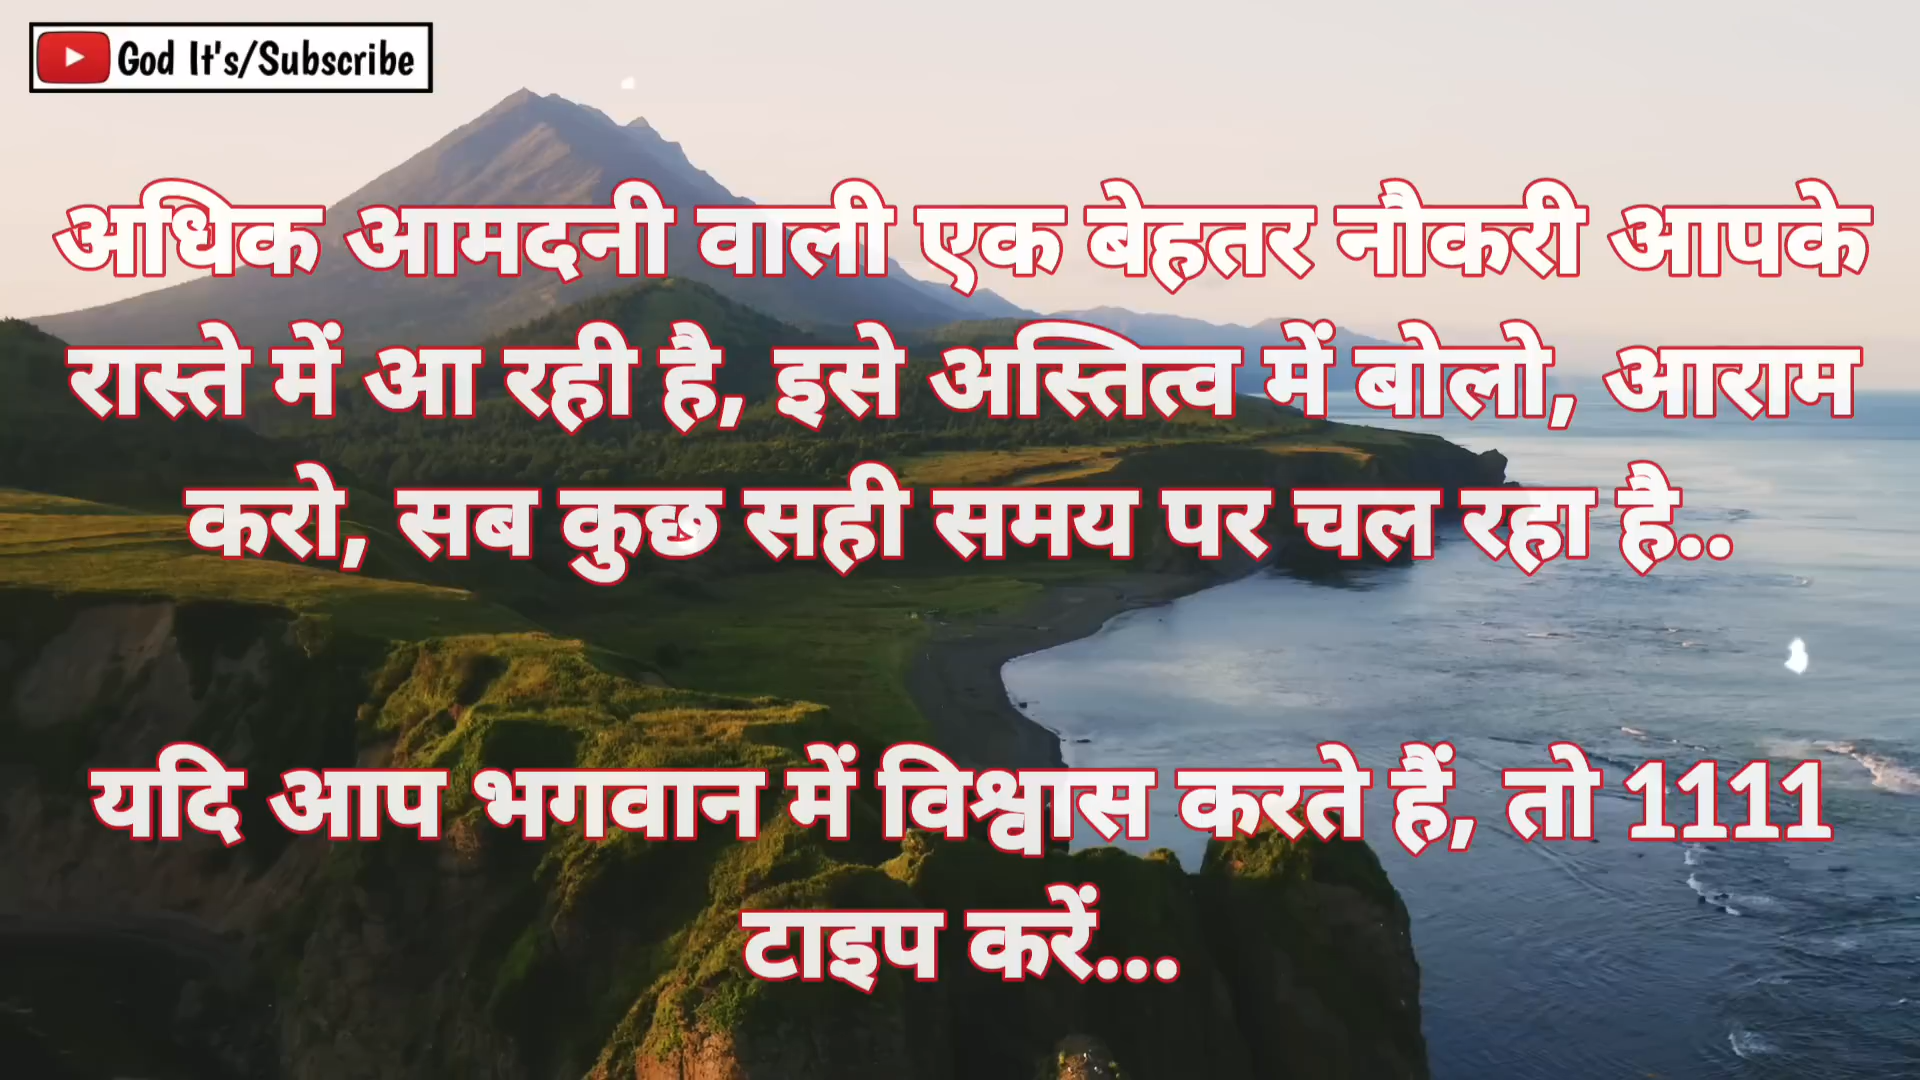 God It's/Subscribe
अधिक आमदनी वाली एक बेहतर नौकरी आपके
रास्ते में आ रही है, इसे अस्तित्व में बोलो, आराम
करो, सब कुछ सही समय पर चल रहा है..
यदि आप भगवान में विश्वास करते हैं, तो 1111
टाइप करें...